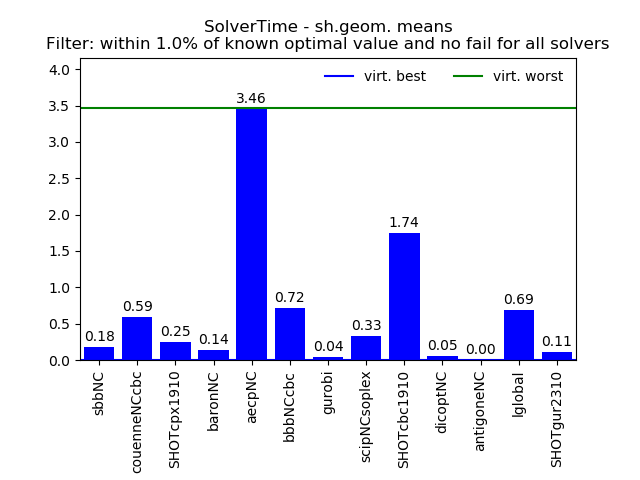 SolverTime - sh.geom. means
Filter: within 1.0% of known optimal value and no fail for all solvers
virt. best
virt. worst
4.0
3.5
3.0
2.5
2.0
1.5
1.0
0.5
0.0
0.18
0.59
0.25
0.14
3.46
0.72
0.04
0.33
1.74
0.05
0.00
0.69
0.11
sbbNC
couenneNCcbc
SHOTcpx1910
baronNC
aecpNC
bbbNCcbc
gurobi
scipNCsoplex
SHOTcbc1910
dicoptNC
antigoneNC
lglobal
SHOTgur2310